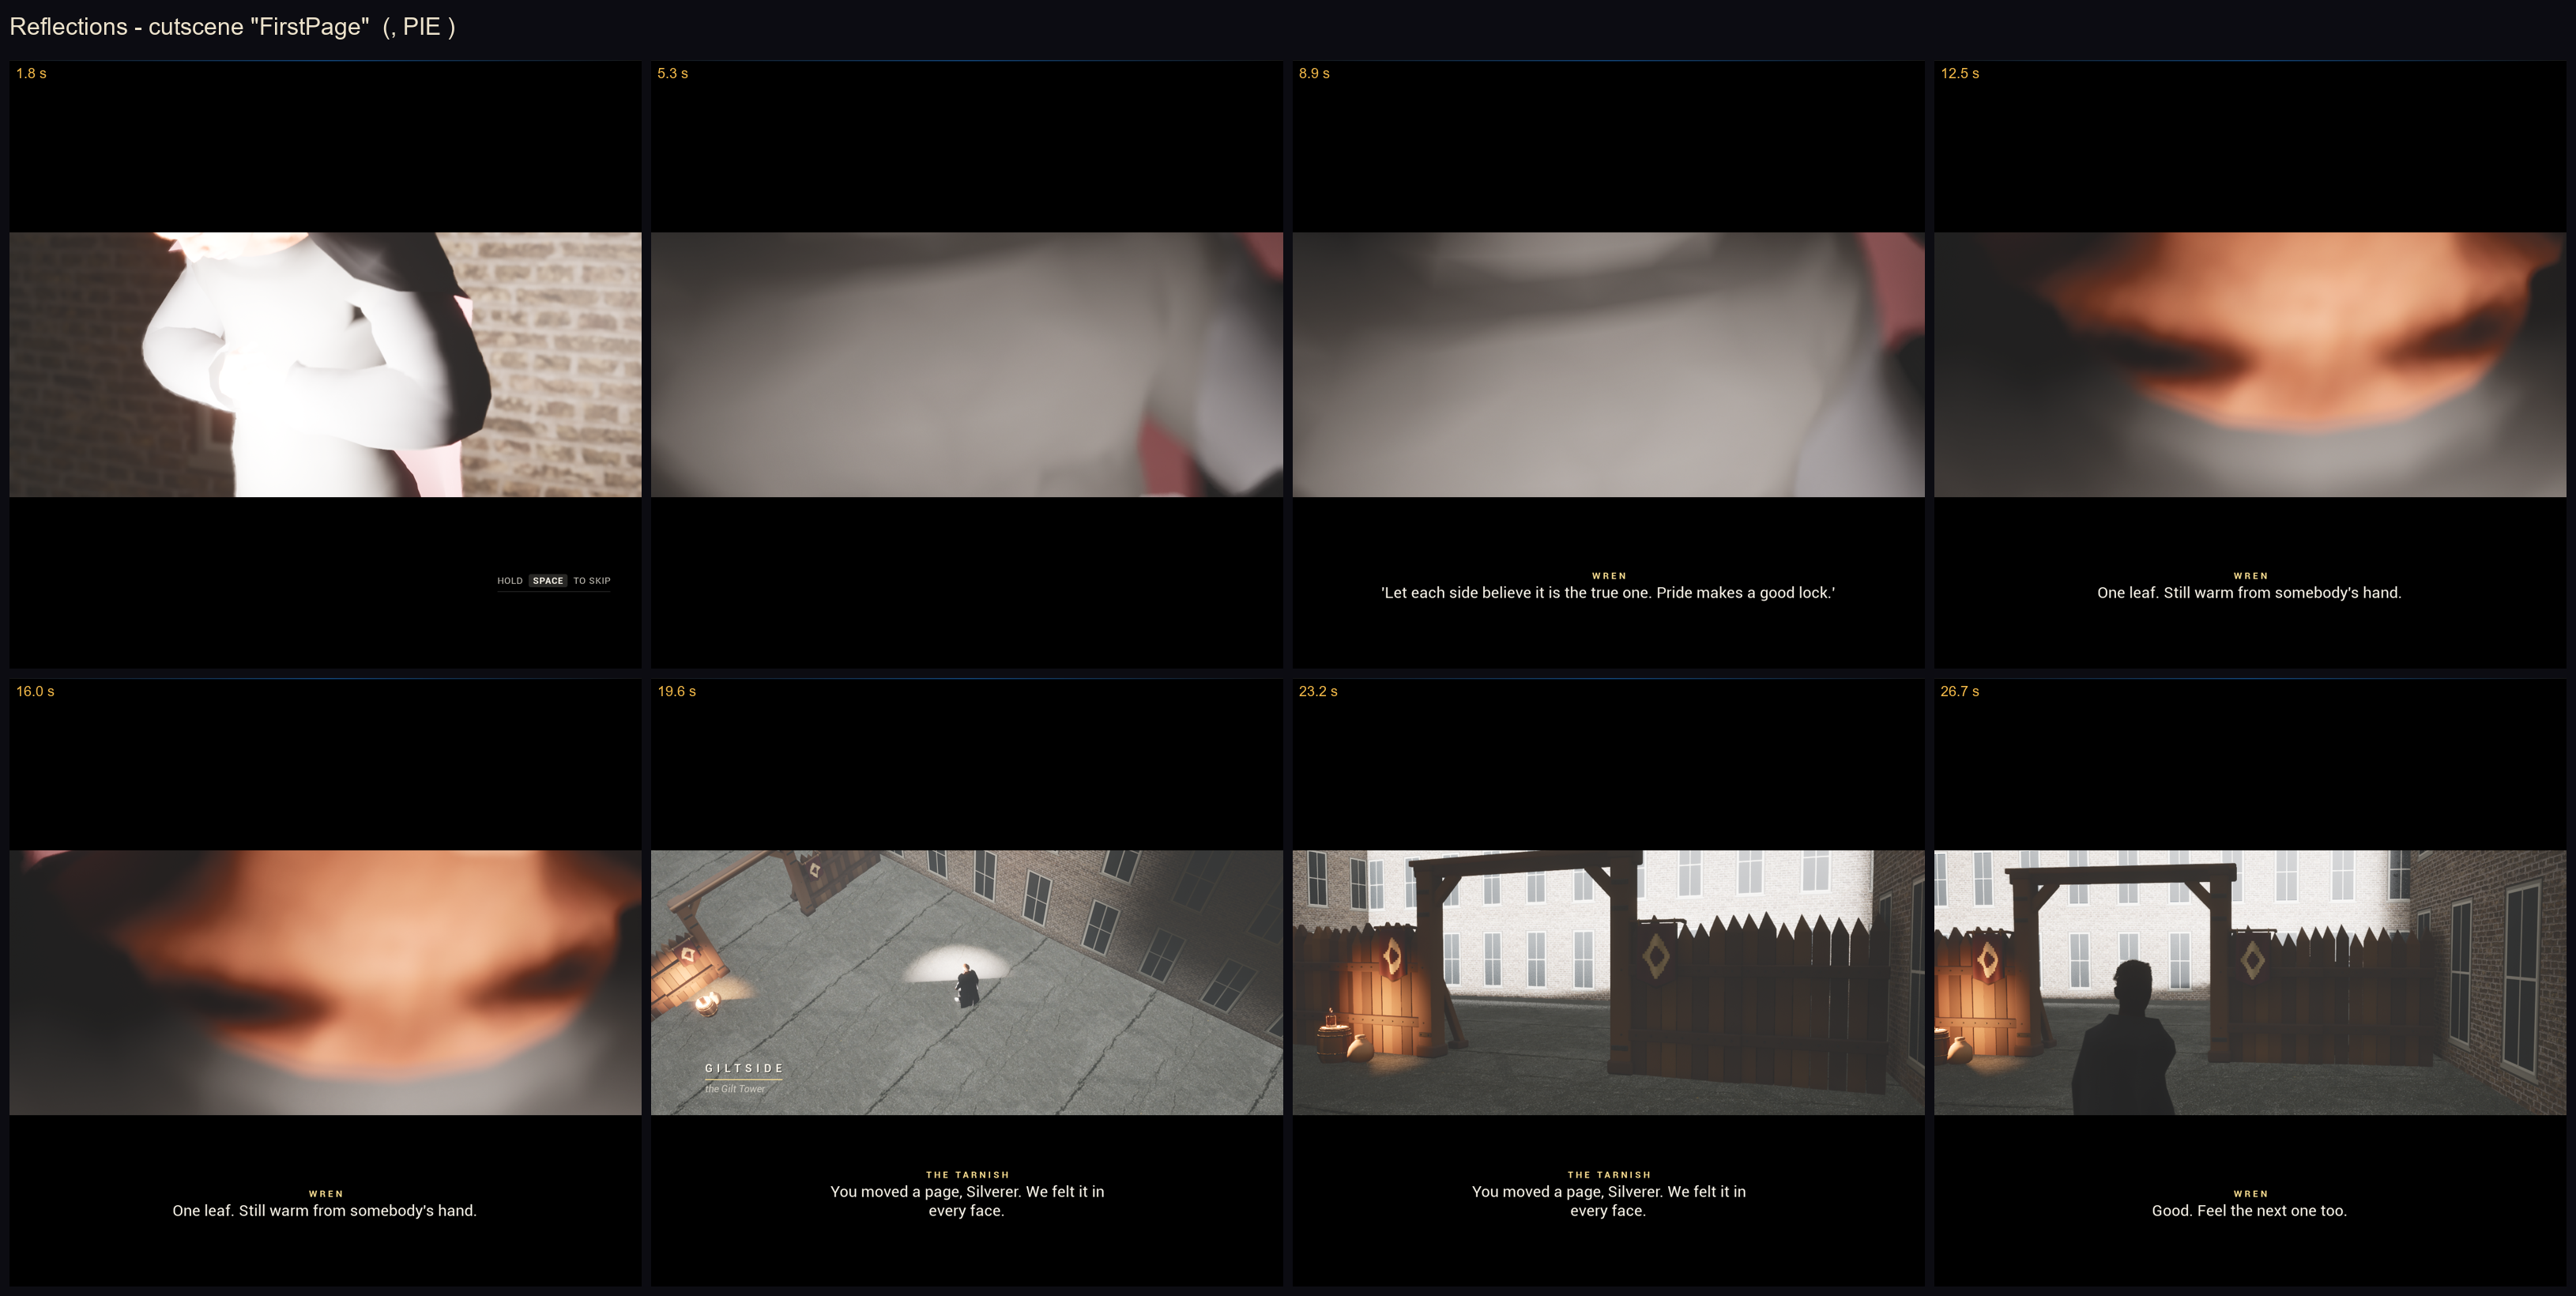 Reflections - cutscene "FirstPage" (, PIE )
1.8 s
HOLD SPACE TO SKIP
5.3 s
8.9 s
WREN
'Let each side believe it is the true one. Pride makes a good lock.'
12.5 s
WREN
One leaf. Still warm from somebody's hand.
16.0 s
WREN
One leaf. Still warm from somebody's hand.
19.6 s
GILTSIDE
the Gilt Tower
THE TARNISH
You moved a page, Silverer. We felt it in
every face.
23.2 s
THE TARNISH
You moved a page, Silverer. We felt it in
every face.
26.7 s
WREN
Good. Feel the next one too.